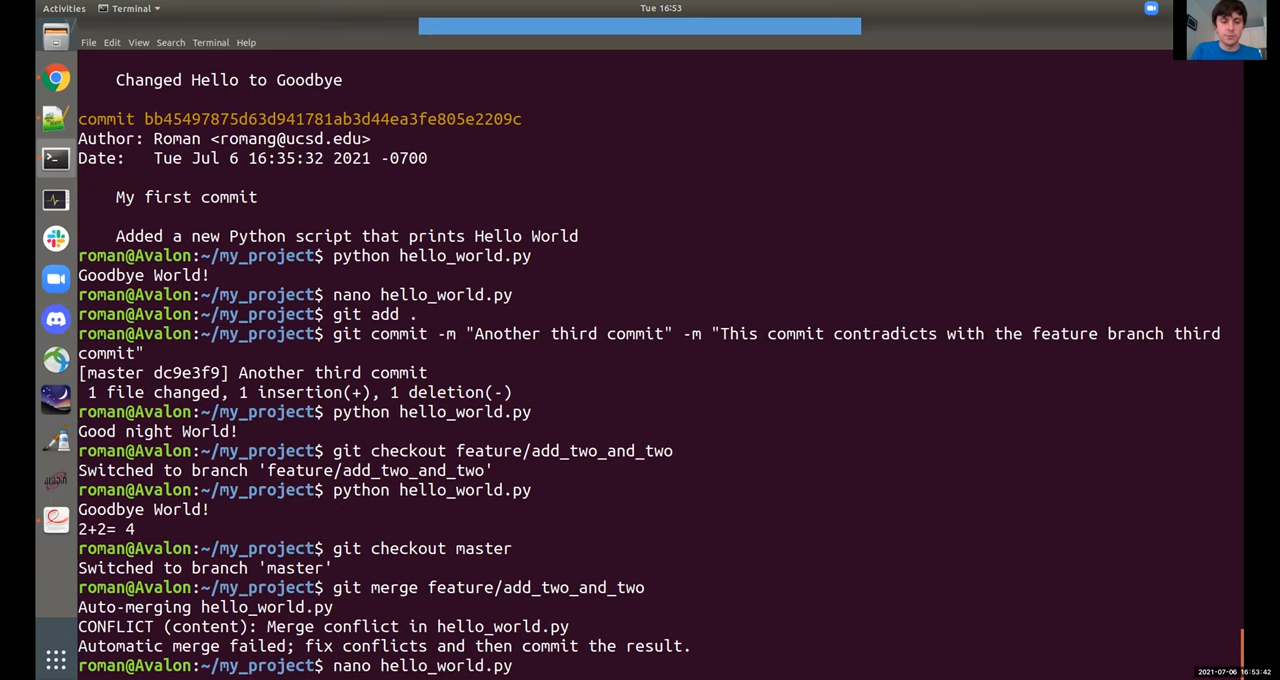 Activities Terminal Tue 16:53
File Edit View Search Terminal Help
Changed Hello to Goodbye
commit bb45497875d63d941781ab3d44ea3fe805e2209c
Author: Roman <romang@ucsd.edu>
Date:   Tue Jul 6 16:35:32 2021 -0700
My first commit
Added a new Python script that prints Hello World
roman@Avalon:~/my_project$ python hello_world.py
Goodbye World!
roman@Avalon:~/my_project$ nano hello_world.py
roman@Avalon:~/my_project$ git add .
roman@Avalon:~/my_project$ git commit -m "Another third commit" -m "This commit contradicts with the feature branch third
commit"
[master dc9e3f9] Another third commit
1 file changed, 1 insertion(+), 1 deletion(-)
roman@Avalon:~/my_project$ python hello_world.py
Good night World!
roman@Avalon:~/my_project$ git checkout feature/add_two_and_two
Switched to branch 'feature/add_two_and_two'
roman@Avalon:~/my_project$ python hello_world.py
Goodbye World!
2+2= 4
roman@Avalon:~/my_project$ git checkout master
Switched to branch 'master'
roman@Avalon:~/my_project$ git merge feature/add_two_and_two
Auto-merging hello_world.py
CONFLICT (content): Merge conflict in hello_world.py
Automatic merge failed; fix conflicts and then commit the result.
roman@Avalon:~/my_project$ nano hello_world.py
2021-07-06 16:53:42